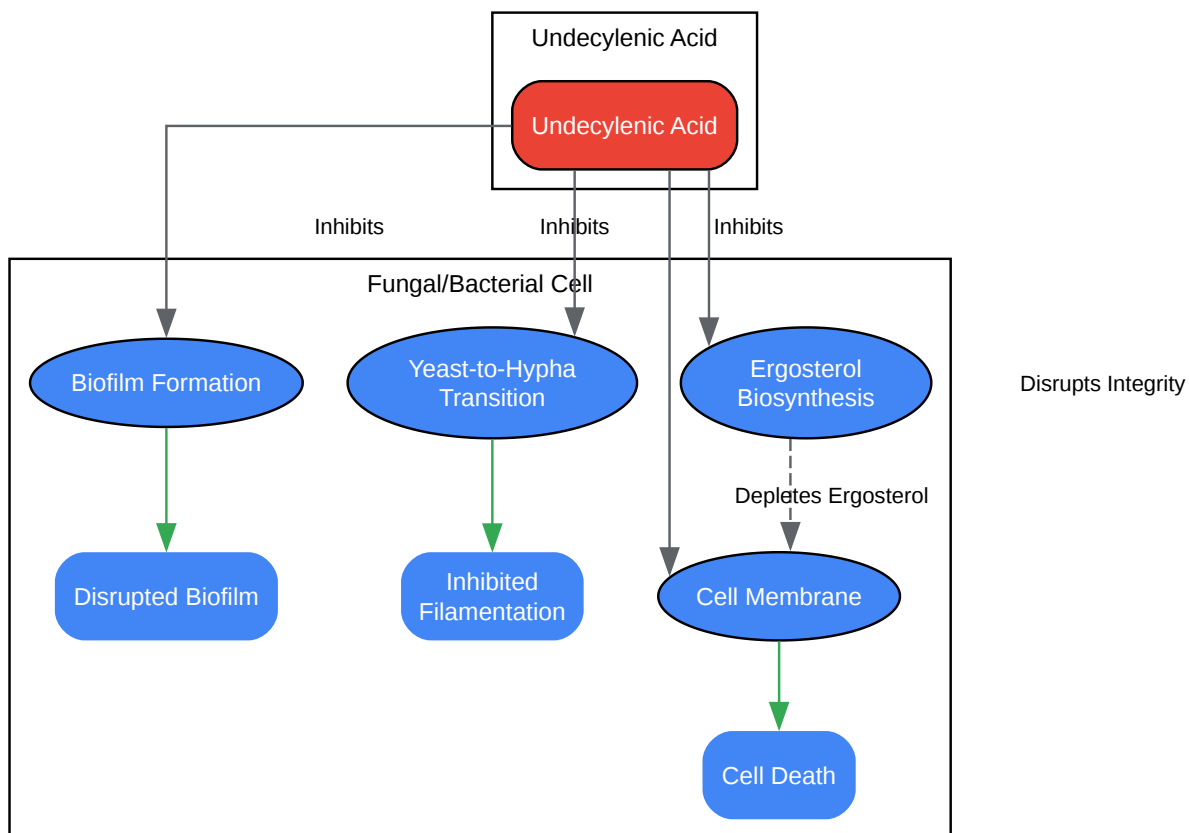 Undecylenic Acid
Undecylenic Acid
Inhibits
Inhibits
Inhibits
Fungal/Bacterial Cell
Biofilm Formation
Yeast-to-Hypha
Transition
Ergosterol
Biosynthesis
Disrupts Integrity
Depletes Ergosterol
Disrupted Biofilm
Inhibited
Filamentation
Cell Membrane
Cell Death